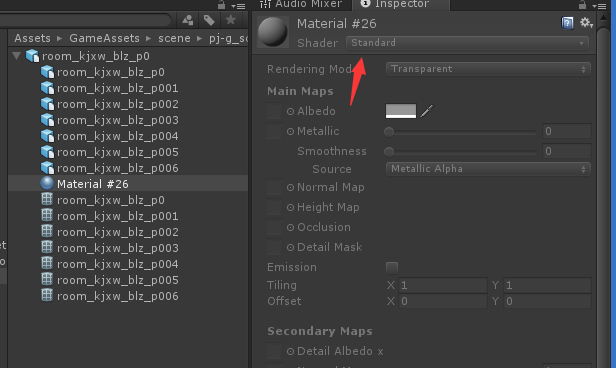 Audio Mixer
Inspector
Assets ▸ GameAssets ▸ scene ▸ pj-g_sc
room_kjxw_blz_p0
room_kjxw_blz_p0
room_kjxw_blz_p001
room_kjxw_blz_p002
room_kjxw_blz_p003
room_kjxw_blz_p004
room_kjxw_blz_p005
room_kjxw_blz_p006
Material #26
room_kjxw_blz_p0
room_kjxw_blz_p001
room_kjxw_blz_p002
room_kjxw_blz_p003
room_kjxw_blz_p004
room_kjxw_blz_p005
room_kjxw_blz_p006
Material #26
Shader Standard
Rendering Mod Transparent
Main Maps
Albedo
Metallic 0
Smoothness 0
Source Metallic Alpha
Normal Map
Height Map
Occlusion
Detail Mask
Emission
Tiling X 1 Y 1
Offset X 0 Y 0
Secondary Maps
Detail Albedo x